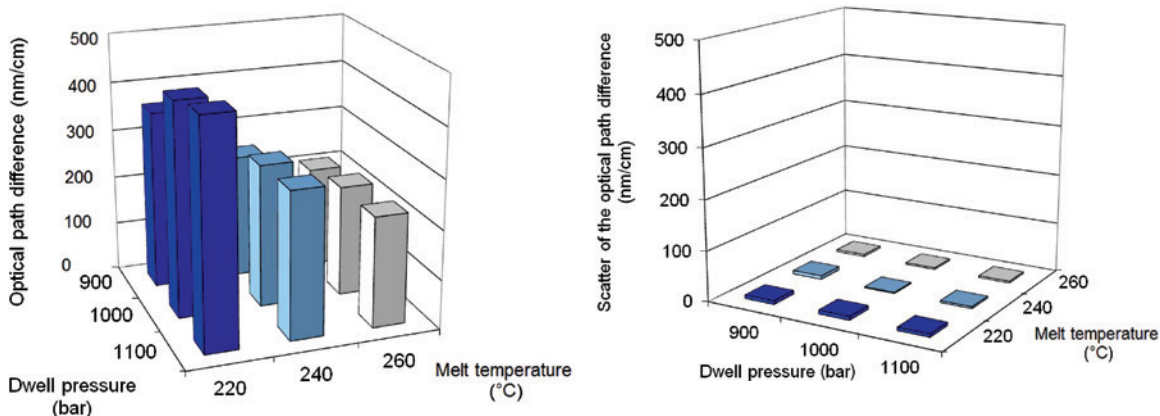 Optical path difference (nm/cm)
500
400
300
200
100
0
900
1000
1100
Dwell pressure
(bar)
220
240
260
Melt temperature
(°C)
Scatter of the optical path difference
(nm/cm)
500
400
300
200
100
0
900
1000
1100
Dwell pressure (bar)
220
240
260
Melt temperature
(°C)